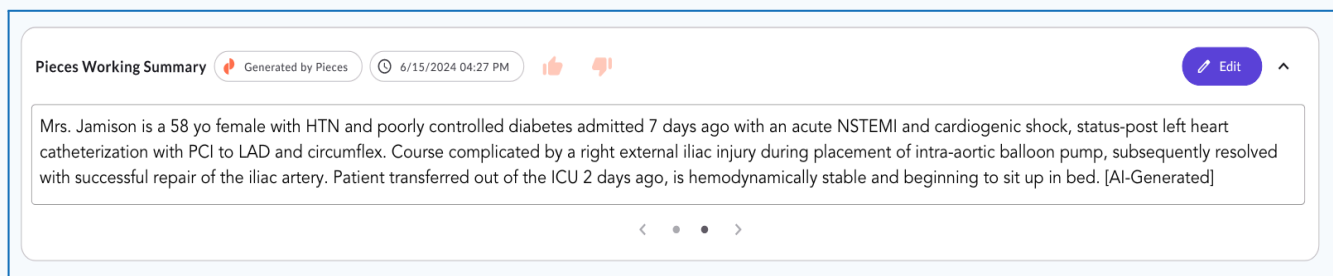 Pieces Working Summary Generated by Pieces 6/15/2024 04:27 PM Edit
Mrs. Jamison is a 58 yo female with HTN and poorly controlled diabetes admitted 7 days ago with an acute NSTEMI and cardiogenic shock, status-post left heart
catheterization with PCI to LAD and circumflex. Course complicated by a right external iliac injury during placement of intra-aortic balloon pump, subsequently resolved
with successful repair of the iliac artery. Patient transferred out of the ICU 2 days ago, is hemodynamically stable and beginning to sit up in bed. [AI-Generated]